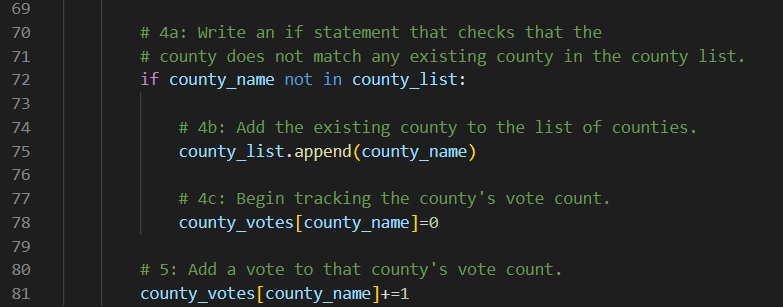 69
70 # 4a: Write an if statement that checks that the
71 # county does not match any existing county in the county list.
72 if county_name not in county_list:
73
74 # 4b: Add the existing county to the list of counties.
75 county_list.append(county_name)
76
77 # 4c: Begin tracking the county's vote count.
78 county_votes[county_name]=0
79
80 # 5: Add a vote to that county's vote count.
81 county_votes[county_name]+=1